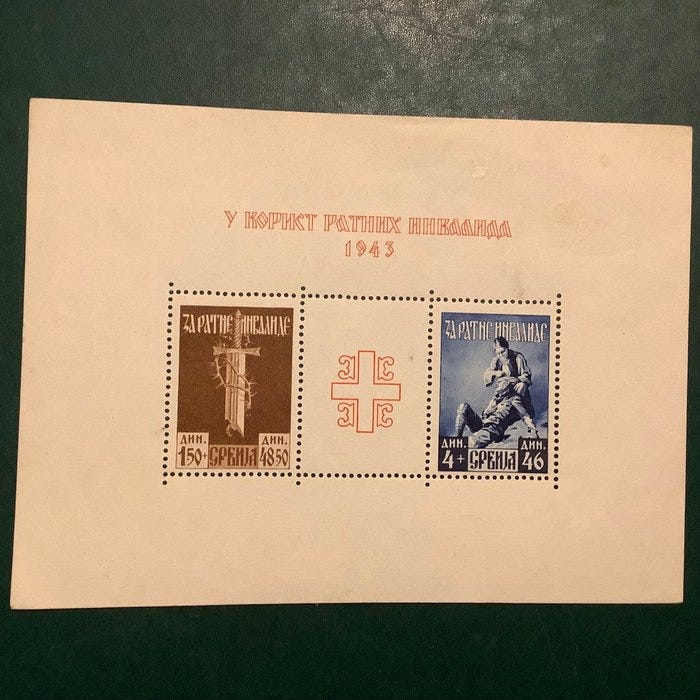 У КОРИСТ РАТНИХ ИНВАЛИДА
1943
ЗА РАТНЕ ИНВАЛИДЕ
ДИН. ДИН.
1.50+ СРБИЈА 48.50
ЗА РАТНЕ ИНВАЛИДЕ
ДИН. ДИН.
4+ СРБИЈА 46